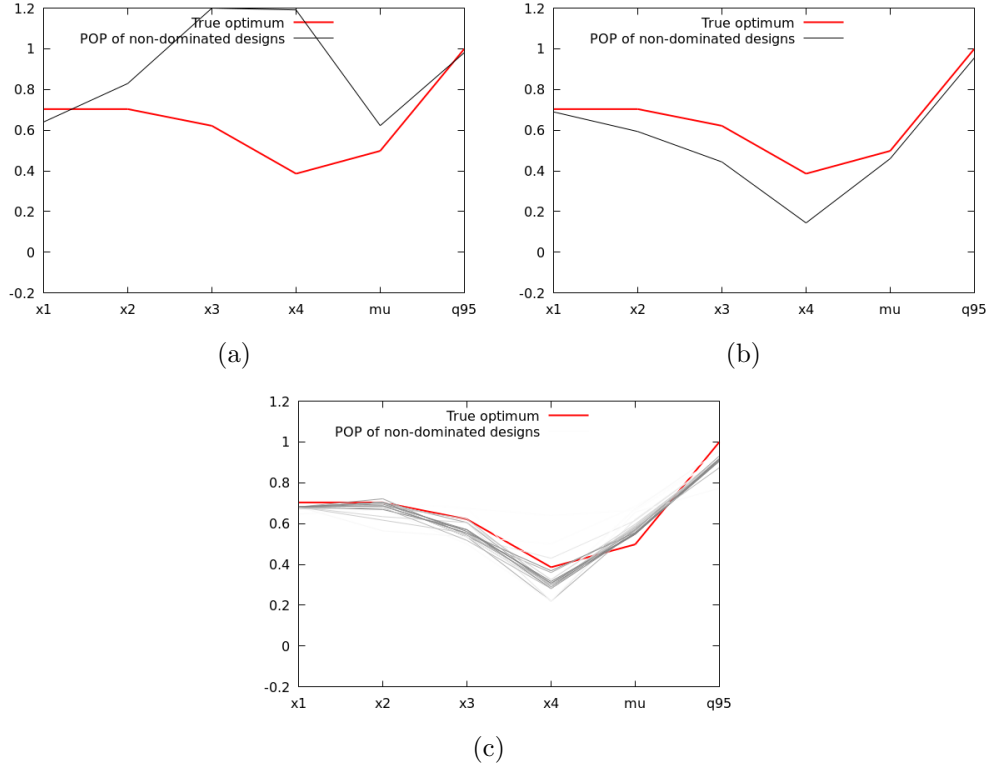 1.2
True optimum
POP of non-dominated designs
1
0.8
0.6
0.4
0.2
0
-0.2
x1 x2 x3 x4 mu q95
(a)
1.2
True optimum
POP of non-dominated designs
1
0.8
0.6
0.4
0.2
0
-0.2
x1 x2 x3 x4 mu q95
(b)
1.2
True optimum
POP of non-dominated designs
1
0.8
0.6
0.4
0.2
0
-0.2
x1 x2 x3 x4 mu q95
(c)